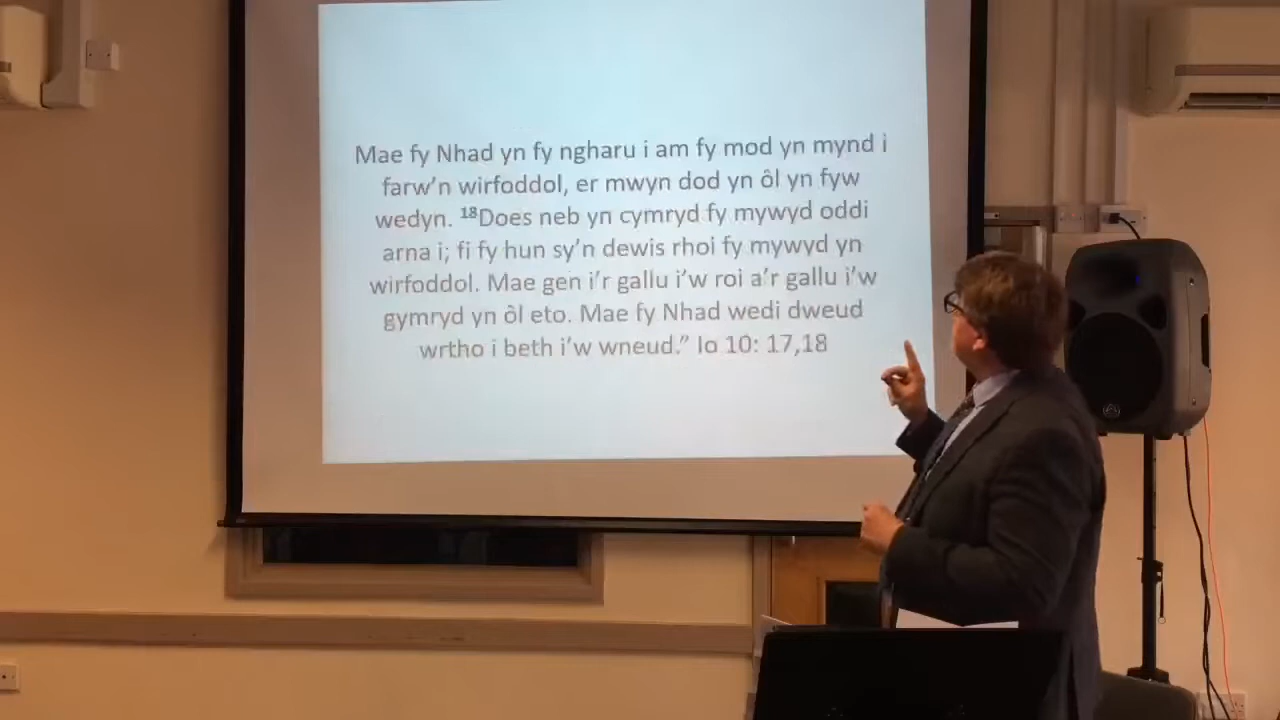 Mae fy Nhad yn fy ngharu i am fy mod yn mynd i
farw'n wirfoddol, er mwyn dod yn ôl yn fyw
wedyn. ¹⁸Does neb yn cymryd fy mywyd oddi
arna i; fi fy hun sy'n dewis rhoi fy mywyd yn
wirfoddol. Mae gen i'r gallu i'w roi a'r gallu i'w
gymryd yn ôl eto. Mae fy Nhad wedi dweud
wrtho i beth i'w wneud." Io 10: 17,18